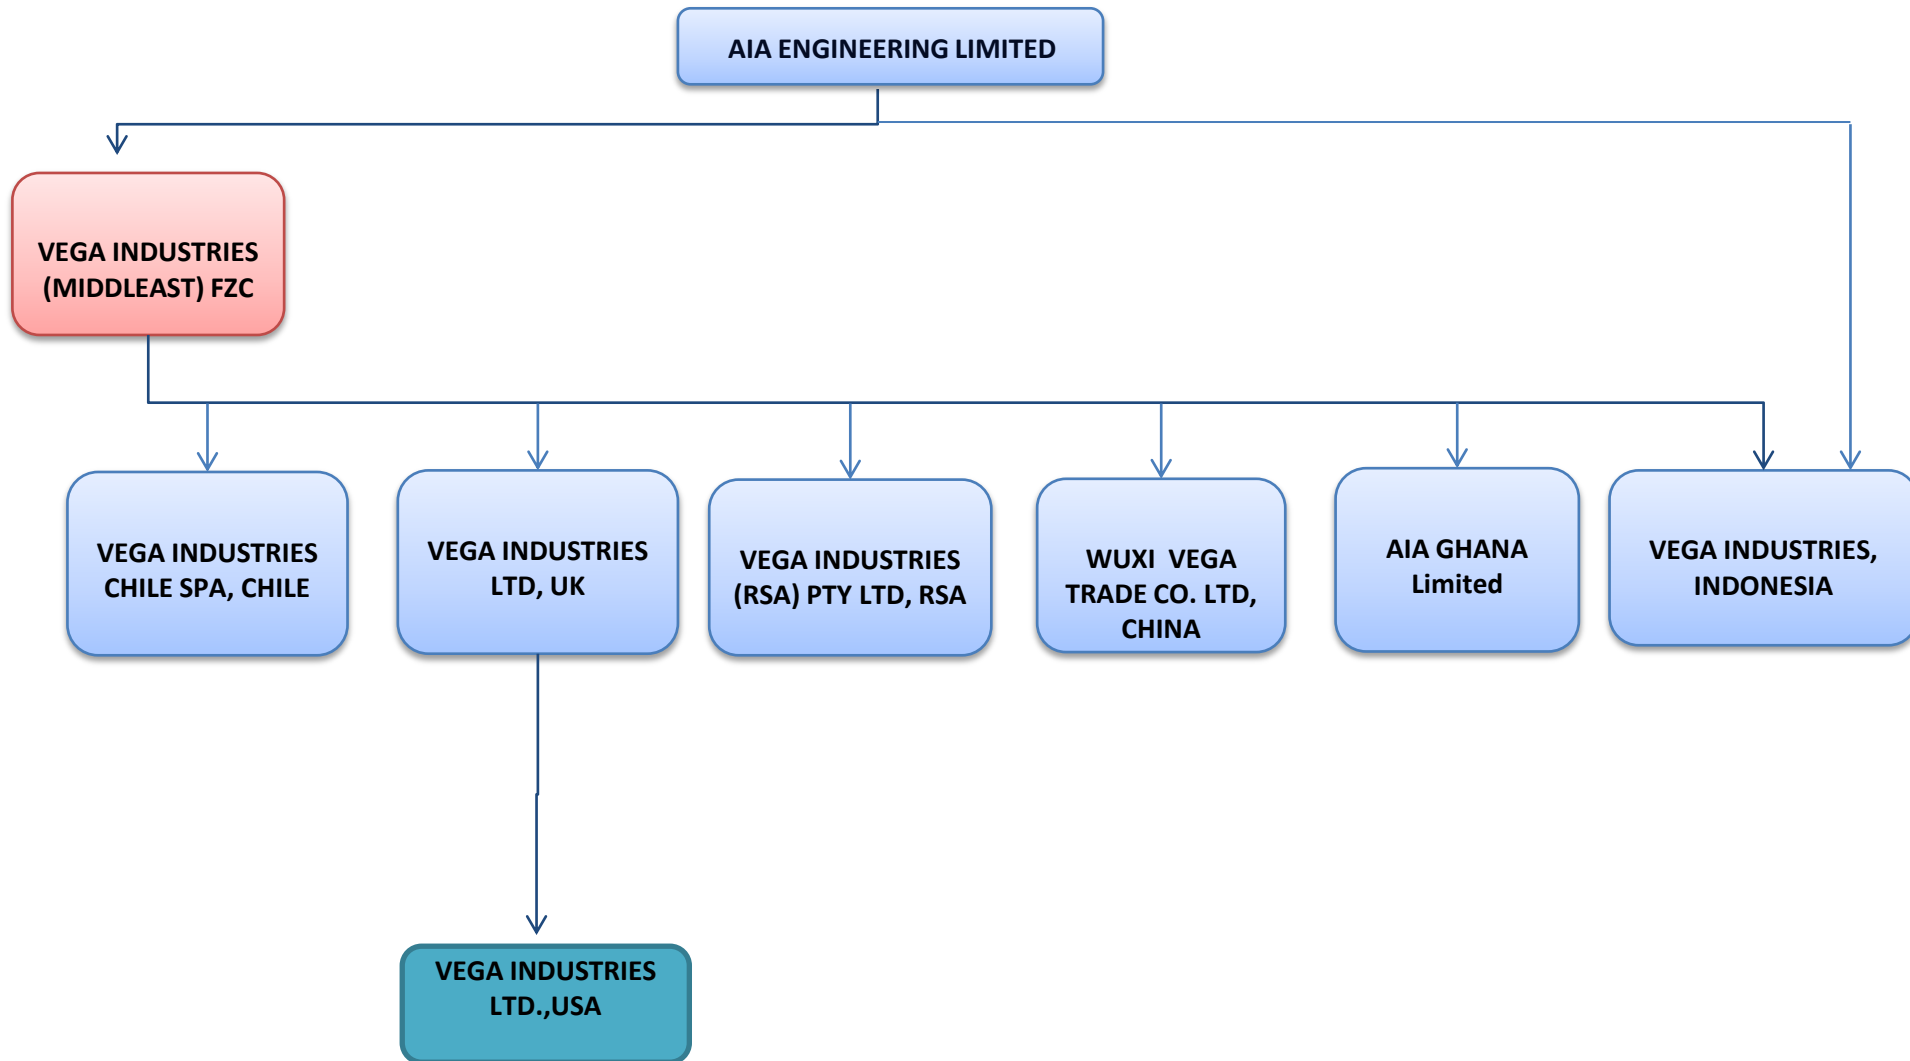 AIA ENGINEERING LIMITED
VEGA INDUSTRIES
(MIDDLEAST) FZC
VEGA INDUSTRIES
CHILE SPA, CHILE
VEGA INDUSTRIES
LTD, UK
VEGA INDUSTRIES
(RSA) PTY LTD, RSA
WUXI  VEGA
TRADE CO. LTD,
CHINA
AIA GHANA
Limited
VEGA INDUSTRIES,
INDONESIA
VEGA INDUSTRIES
LTD.,USA